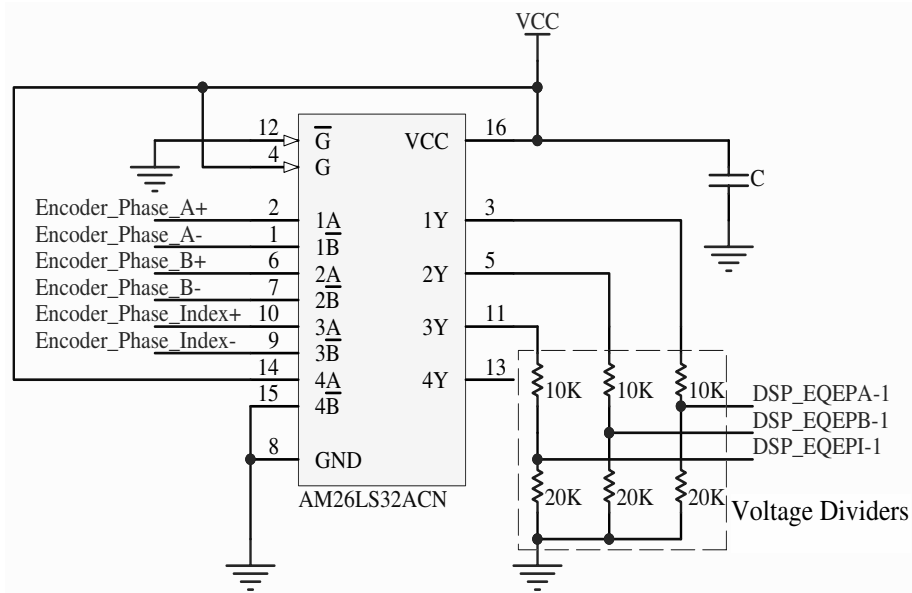 VCC
12 G̅ VCC 16
4 G
Encoder_Phase_A+ 2 1A 1Y 3
Encoder_Phase_A- 1 1B̅
Encoder_Phase_B+ 6 2A 2Y 5
Encoder_Phase_B- 7 2B̅
Encoder_Phase_Index+ 10 3A 3Y 11
Encoder_Phase_Index- 9 3B̅
14 4A 4Y 13
15 4B̅
8 GND
AM26LS32ACN
C
10K 10K 10K
DSP_EQEPA-1
DSP_EQEPB-1
DSP_EQEPI-1
20K 20K 20K
Voltage Dividers